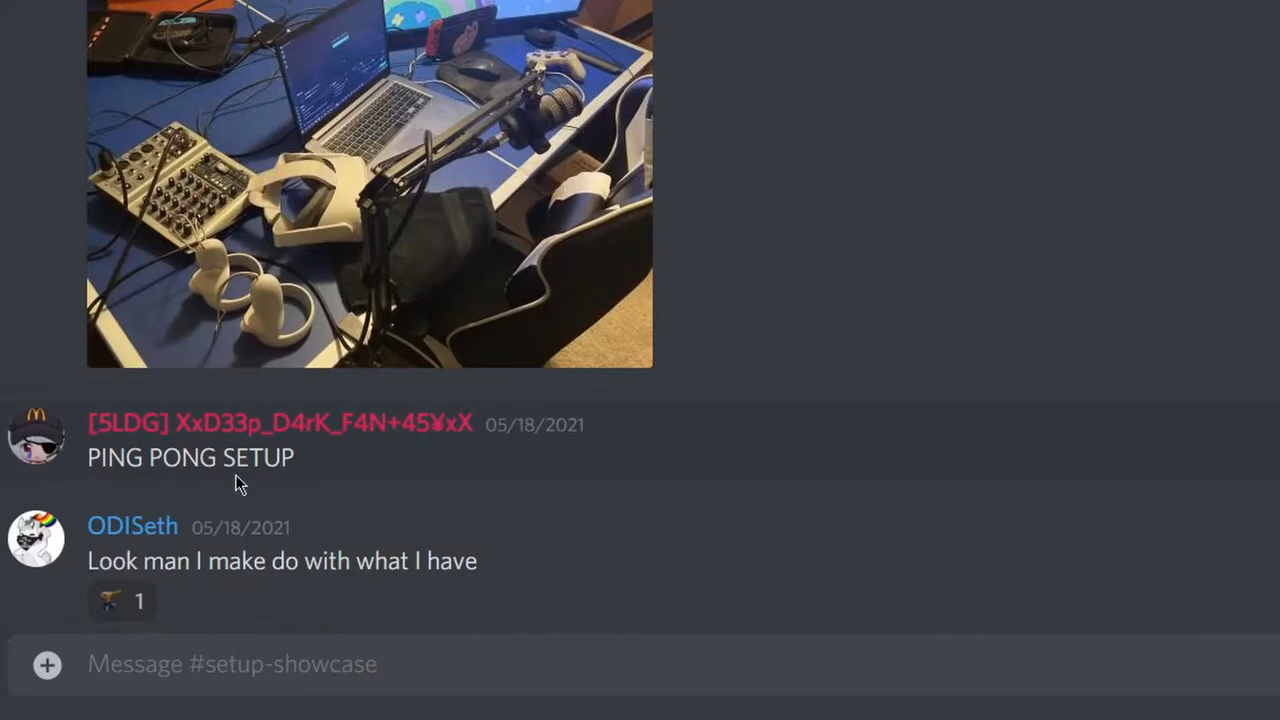 [5LDG] XxD33p_D4rK_F4N+45¥xX 05/18/2021
PING PONG SETUP
ODISeth 05/18/2021
Look man I make do with what I have
1
Message #setup-showcase